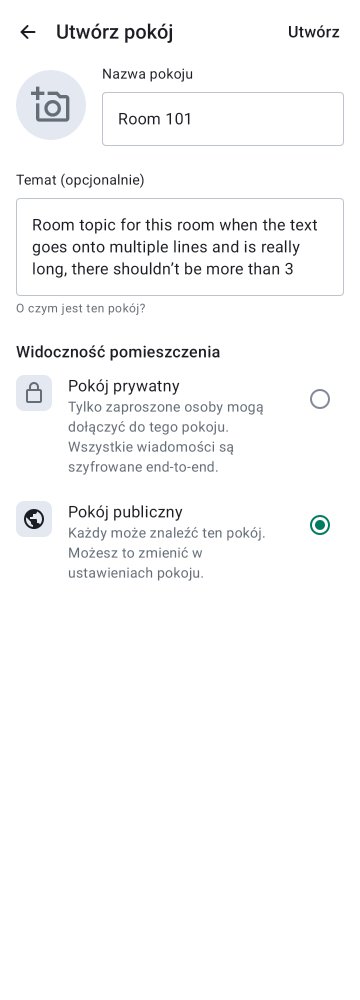 Utwórz pokój
Utwórz
Nazwa pokoju
Room 101
Temat (opcjonalnie)
Room topic for this room when the text
goes onto multiple lines and is really
long, there shouldn’t be more than 3
O czym jest ten pokój?
Widoczność pomieszczenia
Pokój prywatny
Tylko zaproszone osoby mogą
dołączyć do tego pokoju.
Wszystkie wiadomości są
szyfrowane end-to-end.
Pokój publiczny
Każdy może znaleźć ten pokój.
Możesz to zmienić w
ustawieniach pokoju.